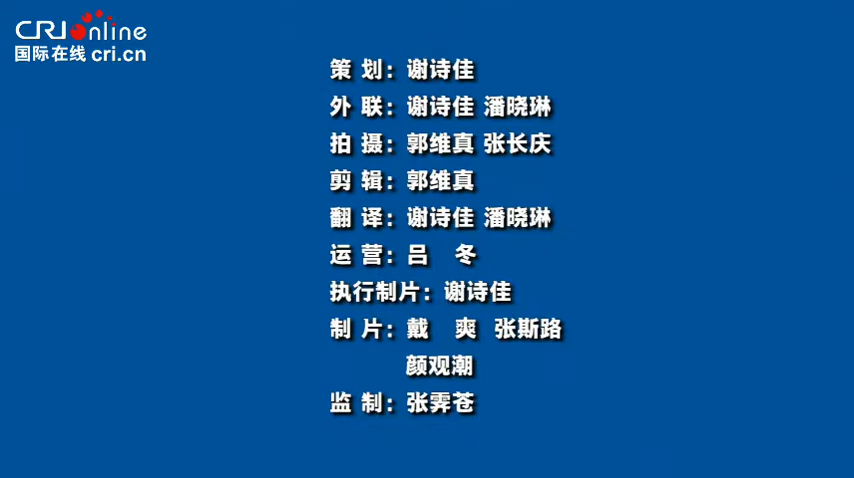 CRI online
国际在线 cri.cn
策 划：谢诗佳
外 联：谢诗佳 潘晓琳
拍 摄：郭维真 张长庆
剪 辑：郭维真
翻 译：谢诗佳 潘晓琳
运 营：吕　冬
执行制片：谢诗佳
制 片：戴　爽 张斯路
颜观潮
监 制：张霁苍